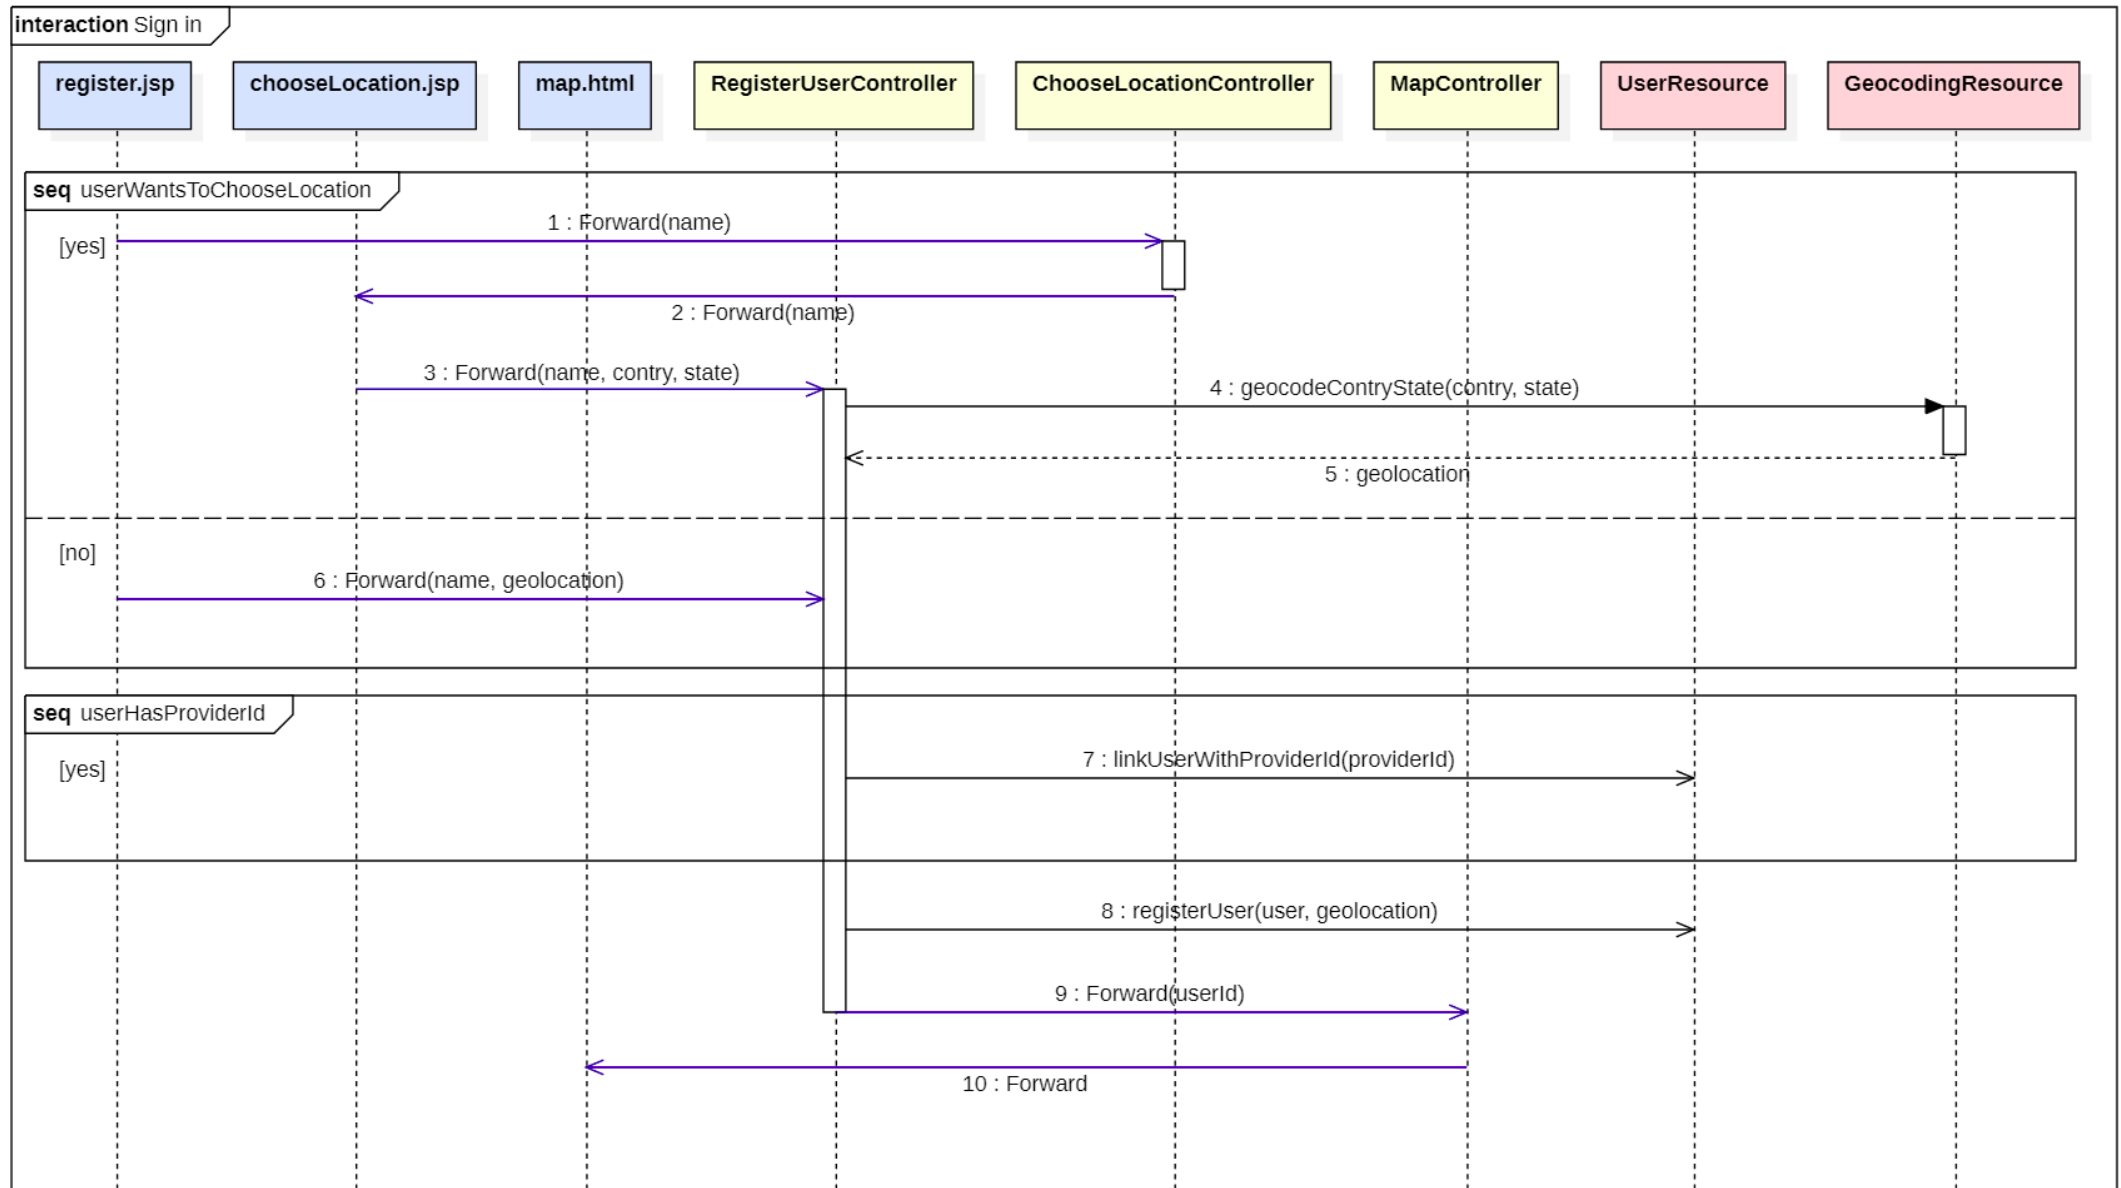 interaction Sign in
register.jsp
chooseLocation.jsp
map.html
RegisterUserController
ChooseLocationController
MapController
UserResource
GeocodingResource
seq userWantsToChooseLocation
1 : Forward(name)
[yes]
2 : Forward(name)
3 : Forward(name, contry, state)
4 : geocodeContryState(contry, state)
5 : geolocation
[no]
6 : Forward(name, geolocation)
seq userHasProviderId
7 : linkUserWithProviderId(providerId)
[yes]
8 : registerUser(user, geolocation)
9 : Forward(userId)
10 : Forward